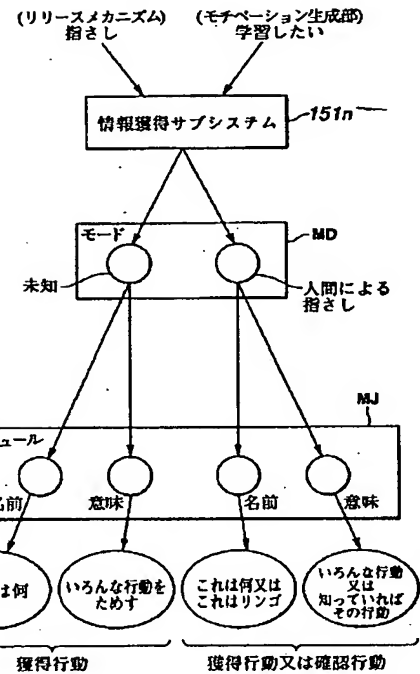 (リリースメカニズム)
指さし
(モチベーション生成部)
学習したい
情報獲得サブシステム
151n
モード
MD
未知
人間による
指さし
MJ
ュール
名前
意味
名前
意味
は何
いろんな行動を
ためす
これは何又は
これはリンゴ
いろんな行動
又は
知っていれば
その行動
獲得行動
獲得行動又は確認行動